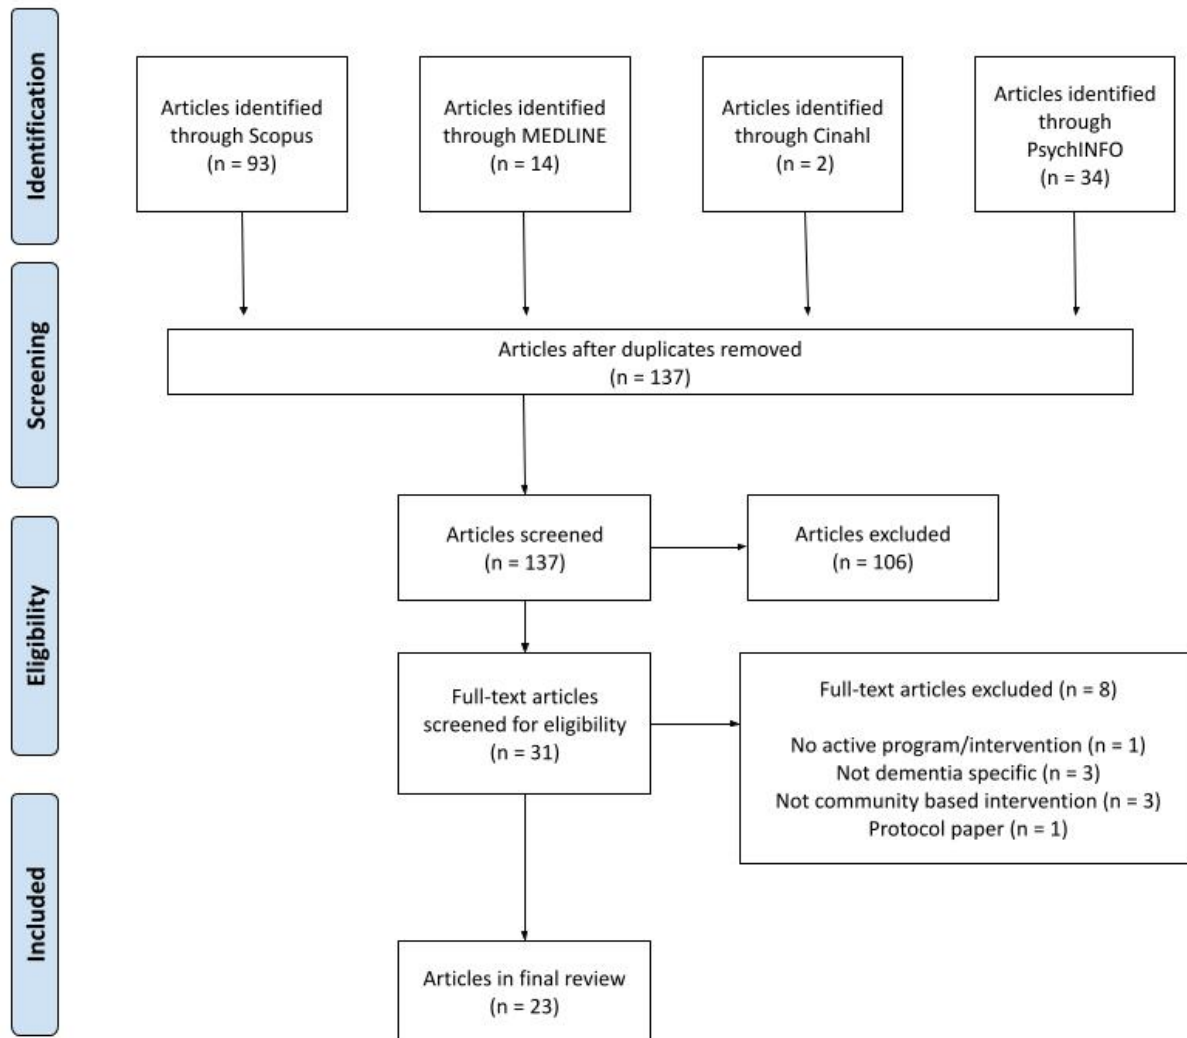 Identification
Articles identified
through Scopus
(n = 93)
Articles identified
through MEDLINE
(n = 14)
Articles identified
through Cinahl
(n = 2)
Articles identified
through
PsychINFO
(n = 34)
Screening
Articles after duplicates removed
(n = 137)
Articles screened
(n = 137)
Articles excluded
(n = 106)
Eligibility
Full-text articles
screened for eligibility
(n = 31)
Full-text articles excluded (n = 8)
No active program/intervention (n = 1)
Not dementia specific (n = 3)
Not community based intervention (n = 3)
Protocol paper (n = 1)
Included
Articles in final review
(n = 23)